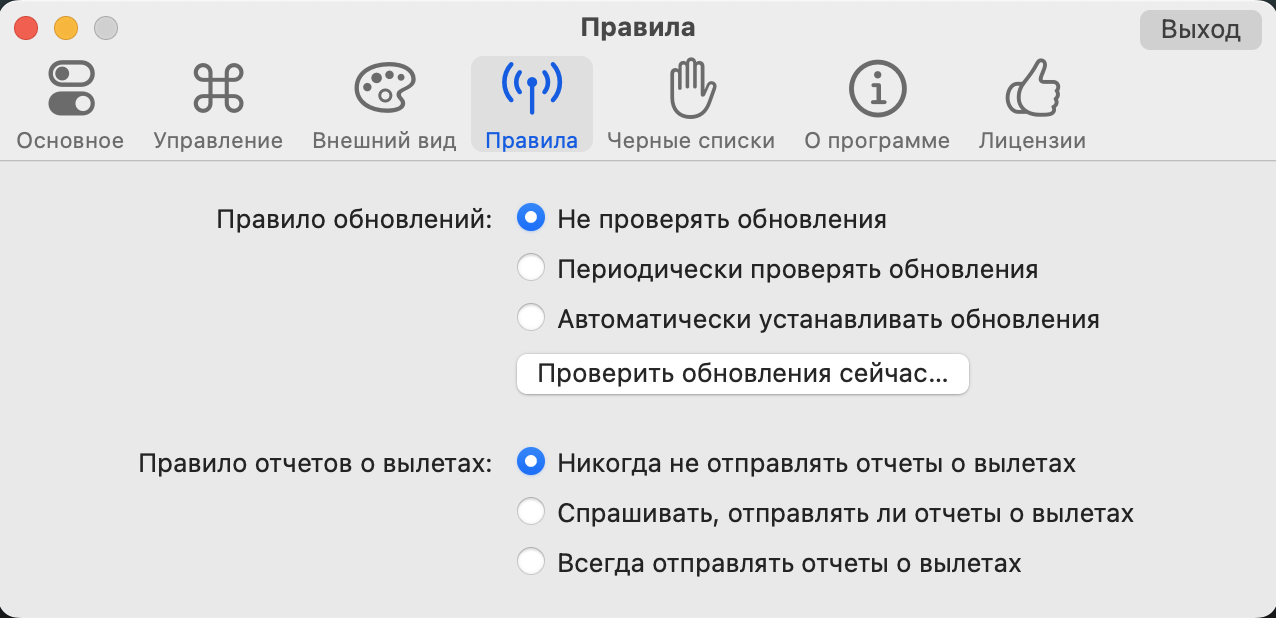 Правила
Выход
Основное
Управление
Внешний вид
Правила
Черные списки
О программе
Лицензии
Правило обновлений:
Не проверять обновления
Периодически проверять обновления
Автоматически устанавливать обновления
Проверить обновления сейчас...
Правило отчетов о вылетах:
Никогда не отправлять отчеты о вылетах
Спрашивать, отправлять ли отчеты о вылетах
Всегда отправлять отчеты о вылетах